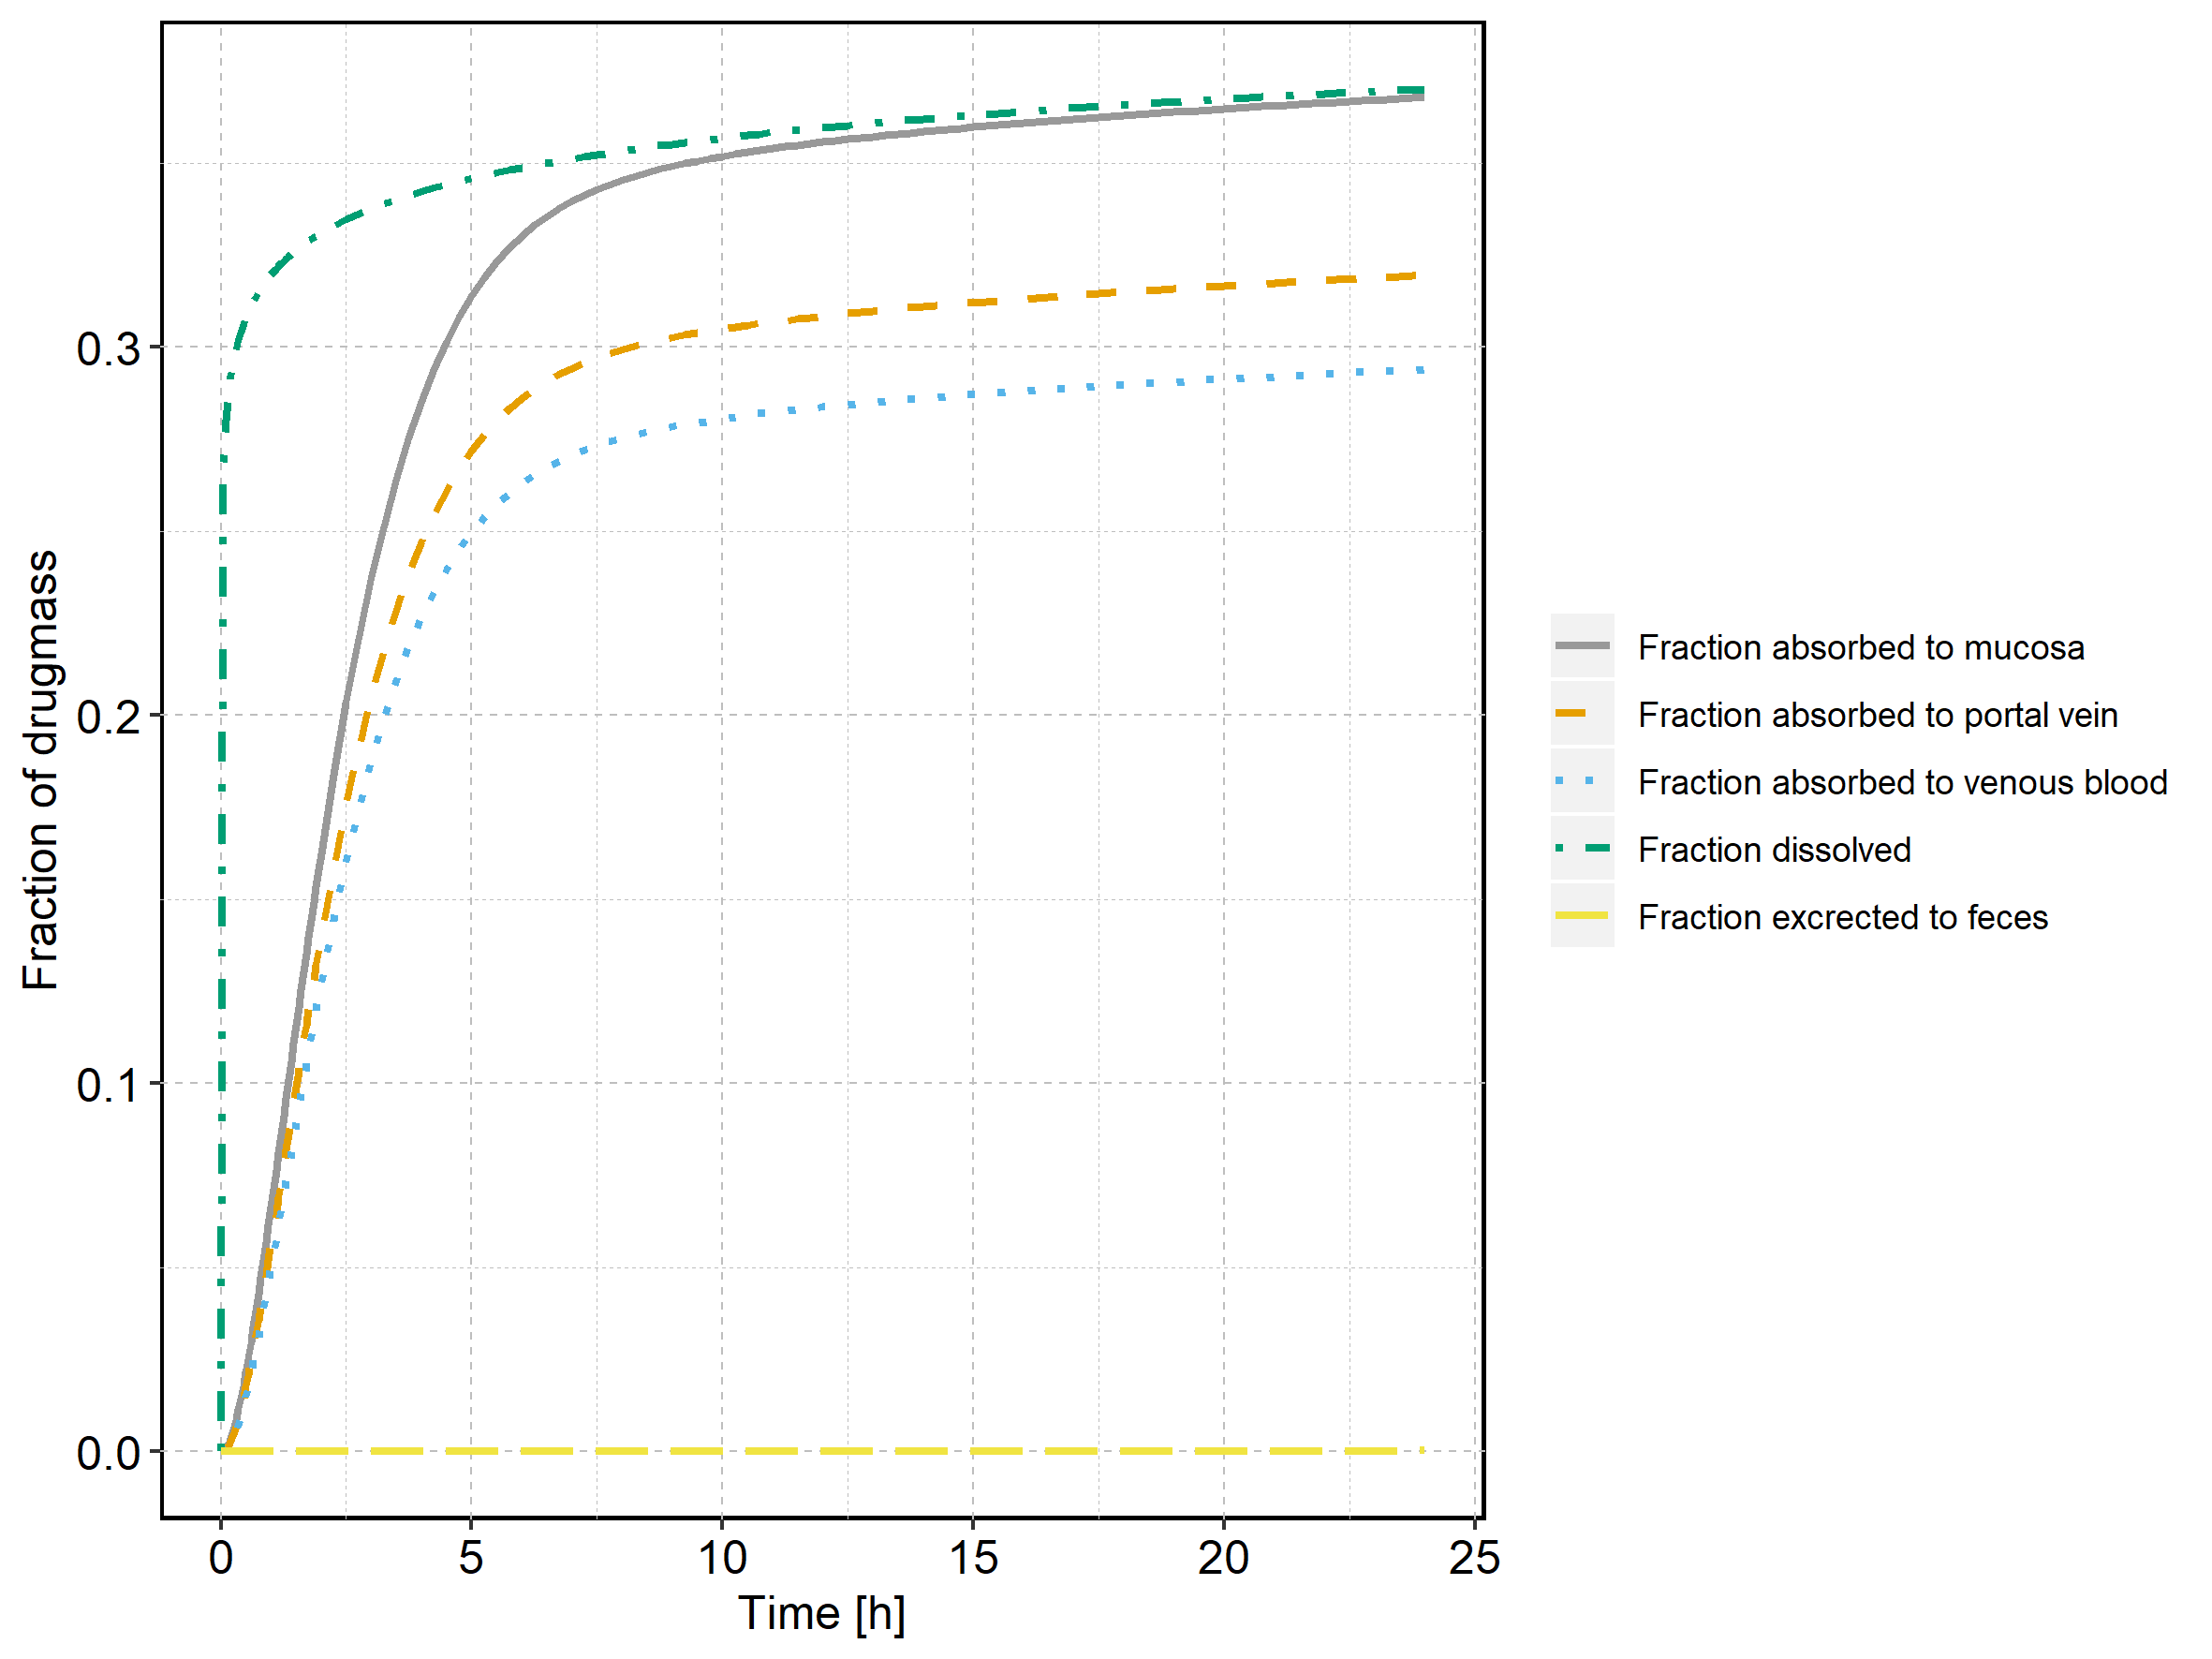 Fraction of drugmass
0.3
0.2
0.1
0.0
0 5 10 15 20 25
Time [h]
Fraction absorbed to mucosa
Fraction absorbed to portal vein
Fraction absorbed to venous blood
Fraction dissolved
Fraction excrected to feces